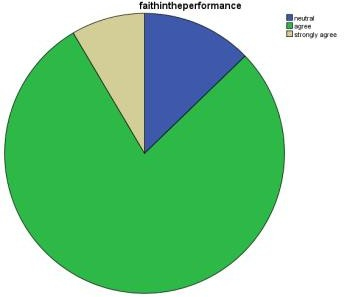 faithintheperformance
neutral
agree
strongly agree